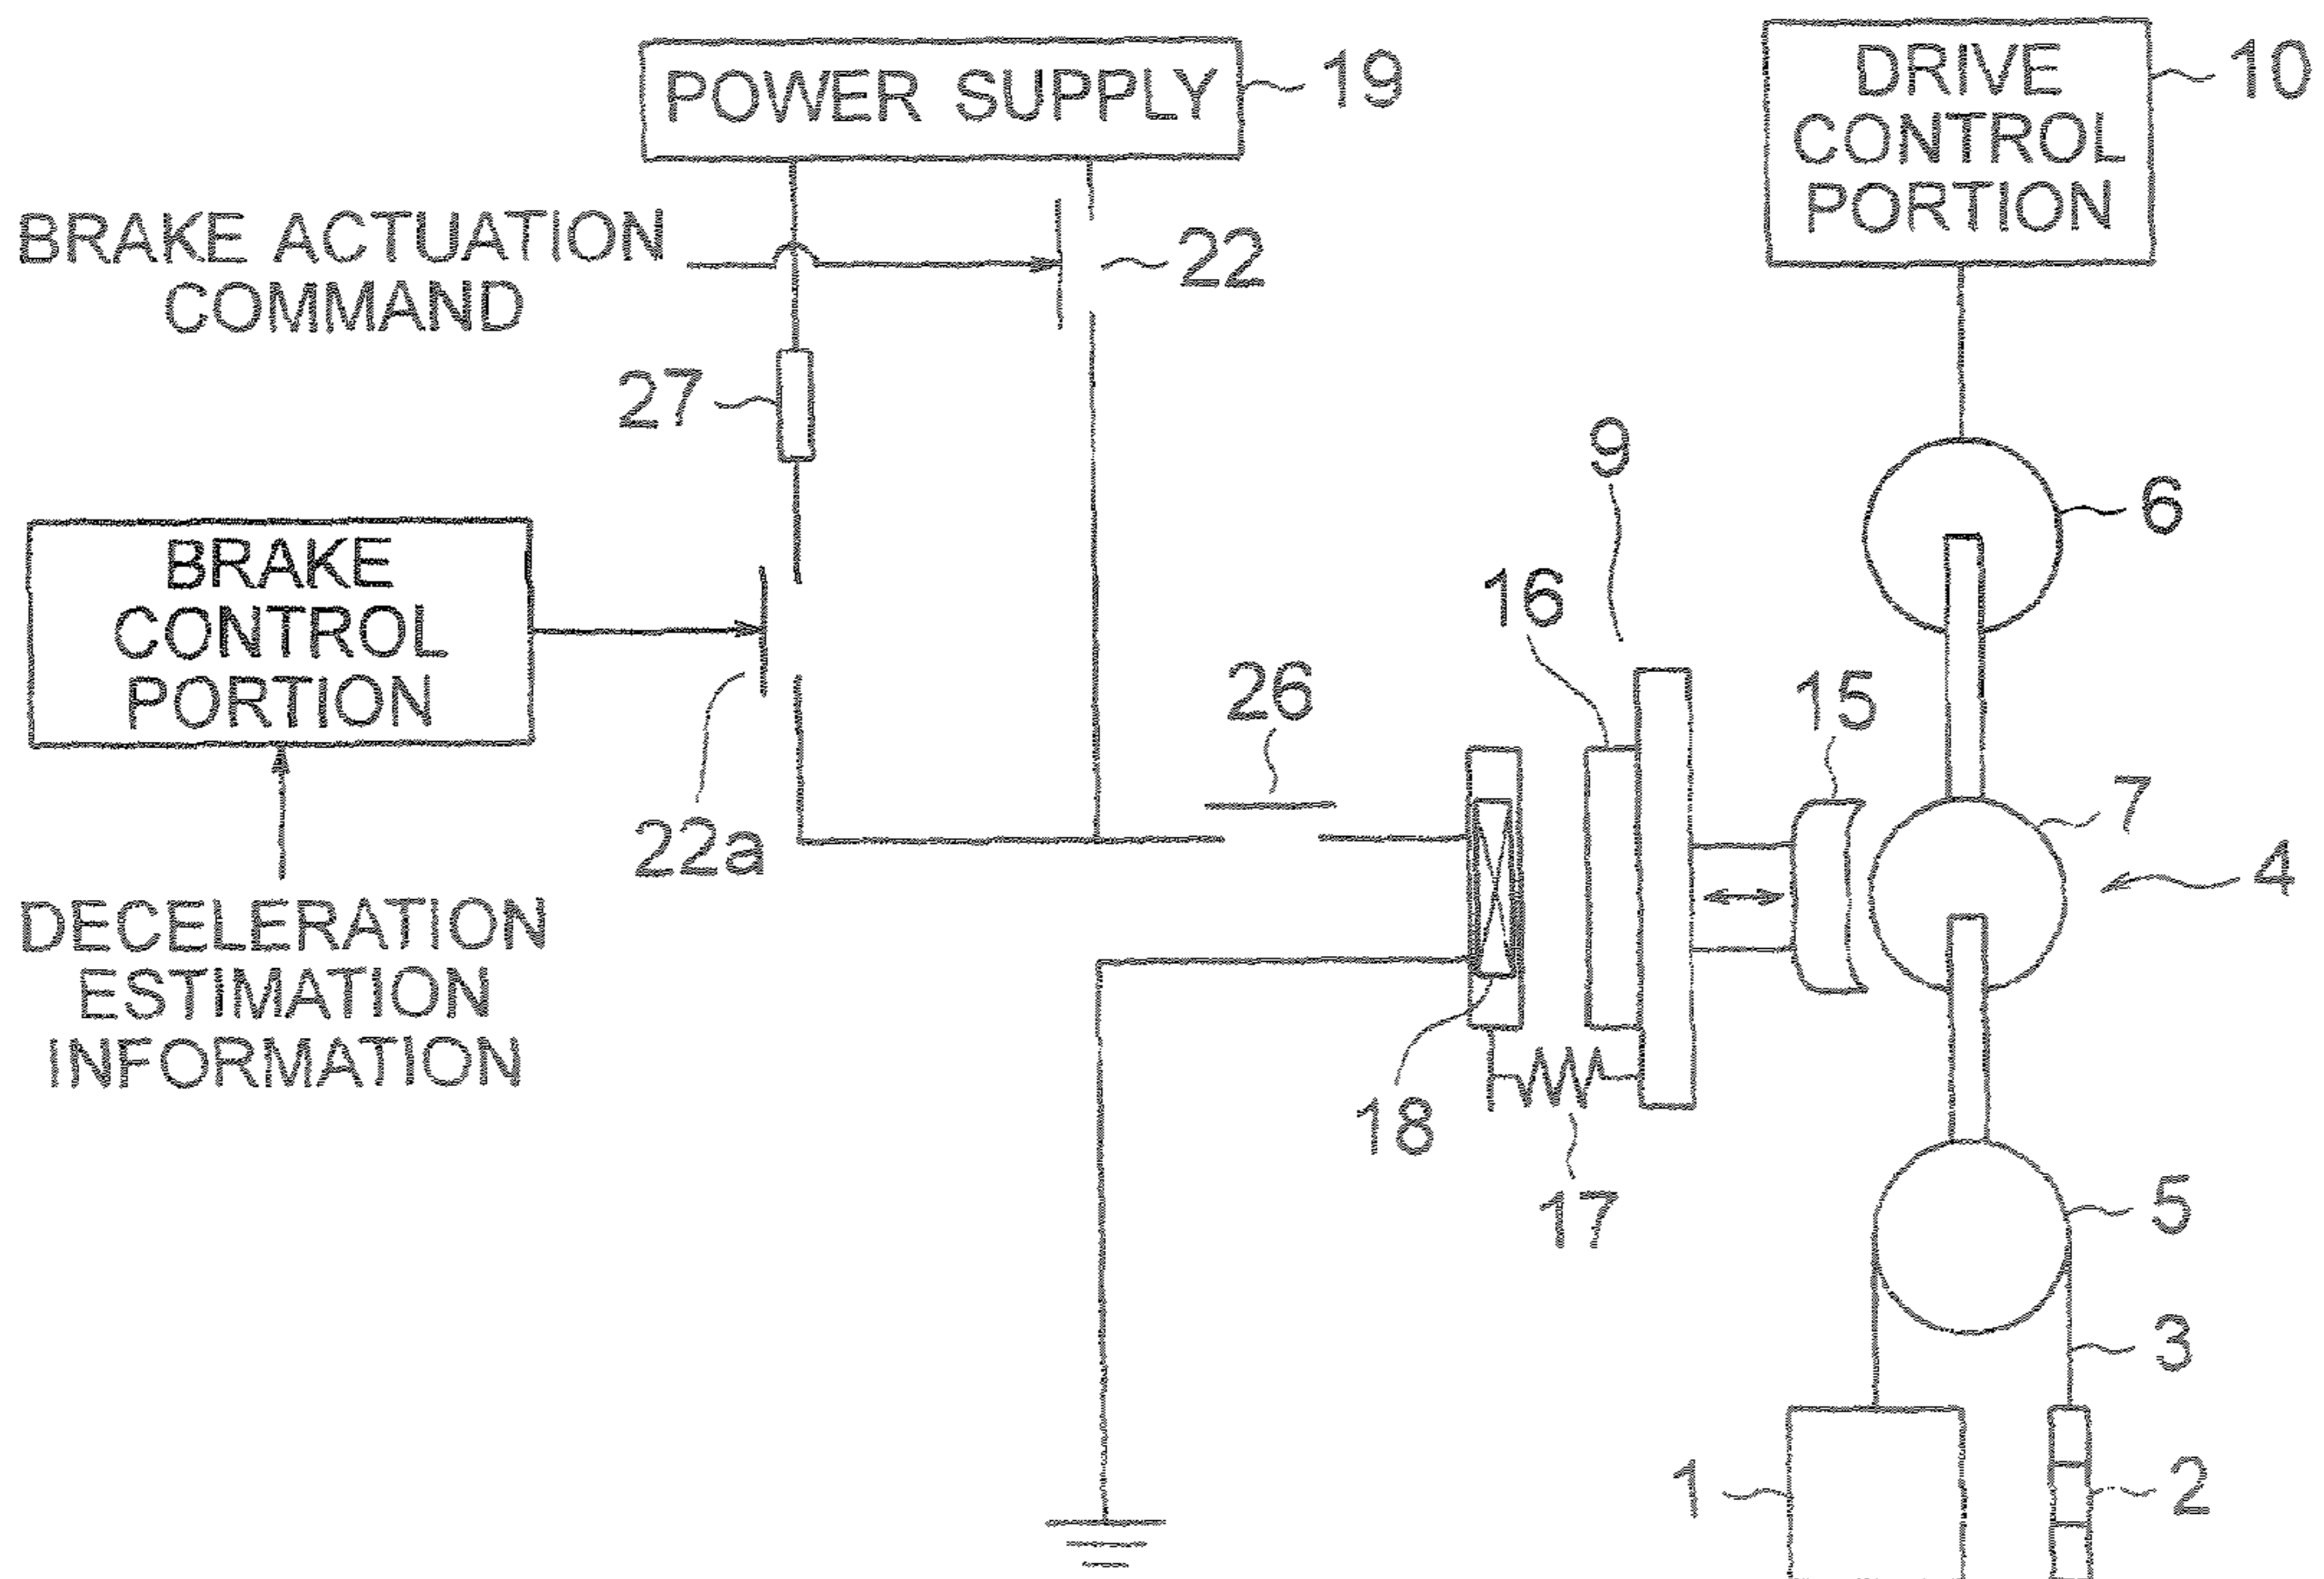 POWER SUPPLY
19
DRIVE
CONTROL
PORTION
10
BRAKE ACTUATION
COMMAND
22
27
9
6
BRAKE
CONTROL
PORTION
16
26
15
22a
7
4
DECELERATION
ESTIMATION
INFORMATION
18
17
5
3
1
2